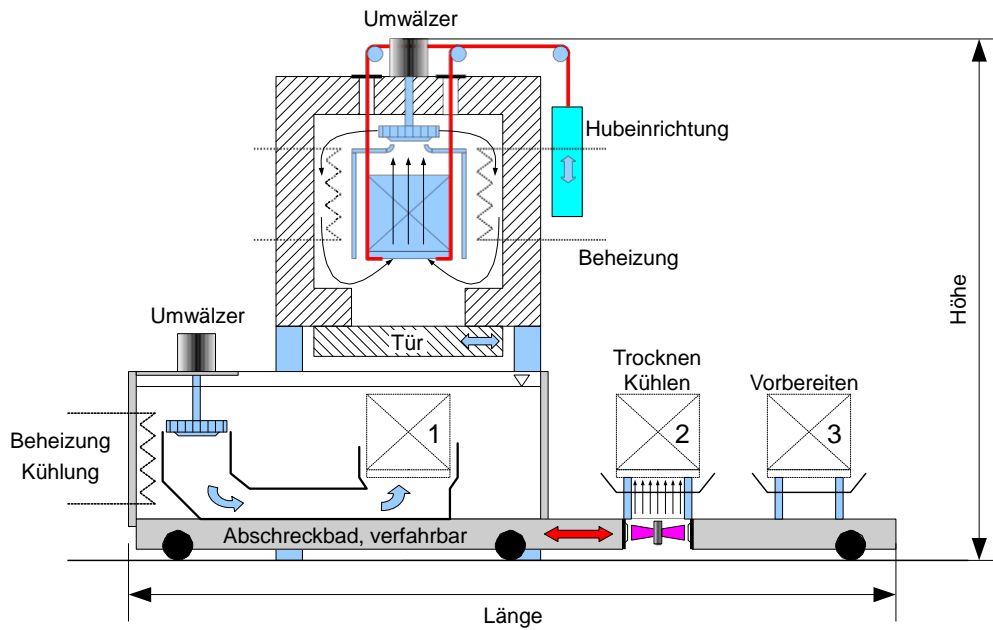 Umwälzer
Hubeinrichtung
Beheizung
Höhe
Umwälzer
Tür
Trocknen
Kühlen
Vorbereiten
Beheizung
Kühlung
1
2
3
Abschreckbad, verfahrbar
Länge